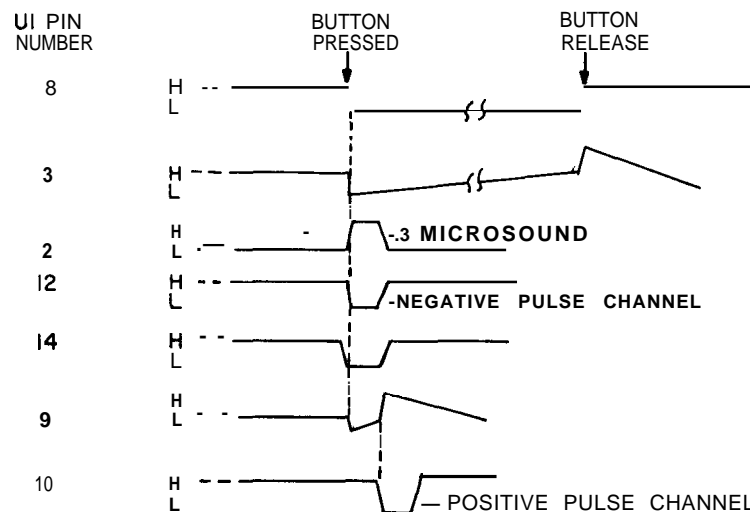 UI PIN
NUMBER
BUTTON
PRESSED
BUTTON
RELEASE
8
H
L
3
H
L
2
H
L
-.3 MICROSOUND
12
H
L
-NEGATIVE PULSE CHANNEL
14
H
L
9
H
L
10
H
L
— POSITIVE PULSE CHANNEL